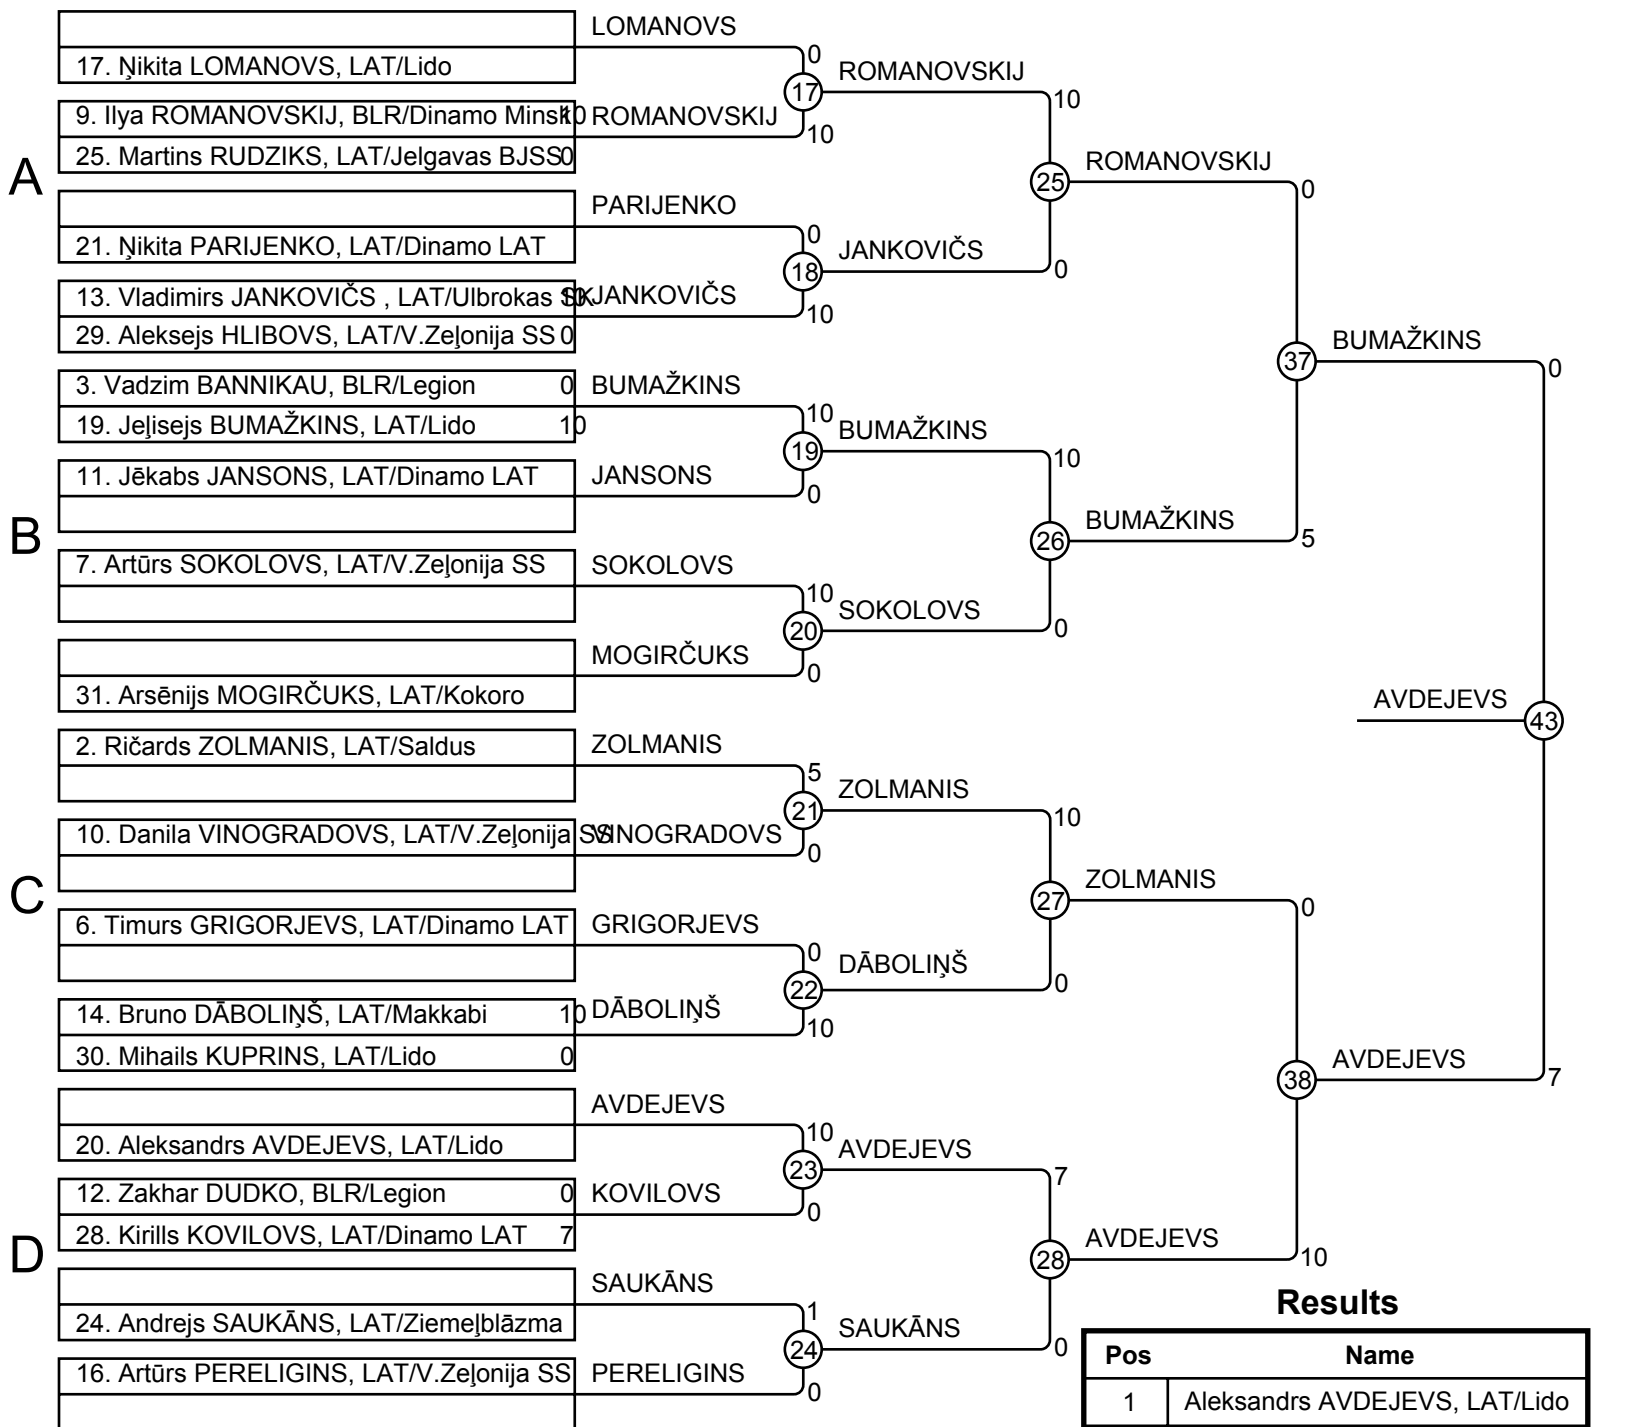 A
17. Ņikita LOMANOVS, LAT/Lido
9. Ilya ROMANOVSKIJ, BLR/Dinamo Minsk 10
25. Martins RUDZIKS, LAT/Jelgavas BJSS 0
21. Ņikita PARIJENKO, LAT/Dinamo LAT
13. Vladimirs JANKOVIČS , LAT/Ulbrokas SK 10
29. Aleksejs HLIBOVS, LAT/V.Zeļonija SS 0
B
3. Vadzim BANNIKAU, BLR/Legion 0
19. Jeļisejs BUMAŽKINS, LAT/Lido 10
11. Jēkabs JANSONS, LAT/Dinamo LAT
7. Artūrs SOKOLOVS, LAT/V.Zeļonija SS
31. Arsēnijs MOGIRČUKS, LAT/Kokoro
C
2. Ričards ZOLMANIS, LAT/Saldus
10. Danila VINOGRADOVS, LAT/V.Zeļonija SS
6. Timurs GRIGORJEVS, LAT/Dinamo LAT
14. Bruno DĀBOLIŅŠ, LAT/Makkabi 10
30. Mihails KUPRINS, LAT/Lido 0
D
20. Aleksandrs AVDEJEVS, LAT/Lido
12. Zakhar DUDKO, BLR/Legion 0
28. Kirills KOVILOVS, LAT/Dinamo LAT 7
24. Andrejs SAUKĀNS, LAT/Ziemeļblāzma
16. Artūrs PERELIGINS, LAT/V.Zeļonija SS
LOMANOVS
0
17
ROMANOVSKIJ
10
PARIJENKO
0
18
JANKOVIČS
10
BUMAŽKINS
10
19
JANSONS
0
SOKOLOVS
10
20
MOGIRČUKS
0
ZOLMANIS
5
21
VINOGRADOVS
0
GRIGORJEVS
0
22
DĀBOLIŅŠ
10
AVDEJEVS
10
23
KOVILOVS
0
SAUKĀNS
1
24
PERELIGINS
0
ROMANOVSKIJ
10
25
JANKOVIČS
0
BUMAŽKINS
10
26
SOKOLOVS
0
ZOLMANIS
10
27
DĀBOLIŅŠ
0
AVDEJEVS
7
28
SAUKĀNS
0
ROMANOVSKIJ
0
37
BUMAŽKINS
5
ZOLMANIS
0
38
AVDEJEVS
10
BUMAŽKINS
0
AVDEJEVS
43
AVDEJEVS
7
Results
Pos Name
1 Aleksandrs AVDEJEVS, LAT/Lido